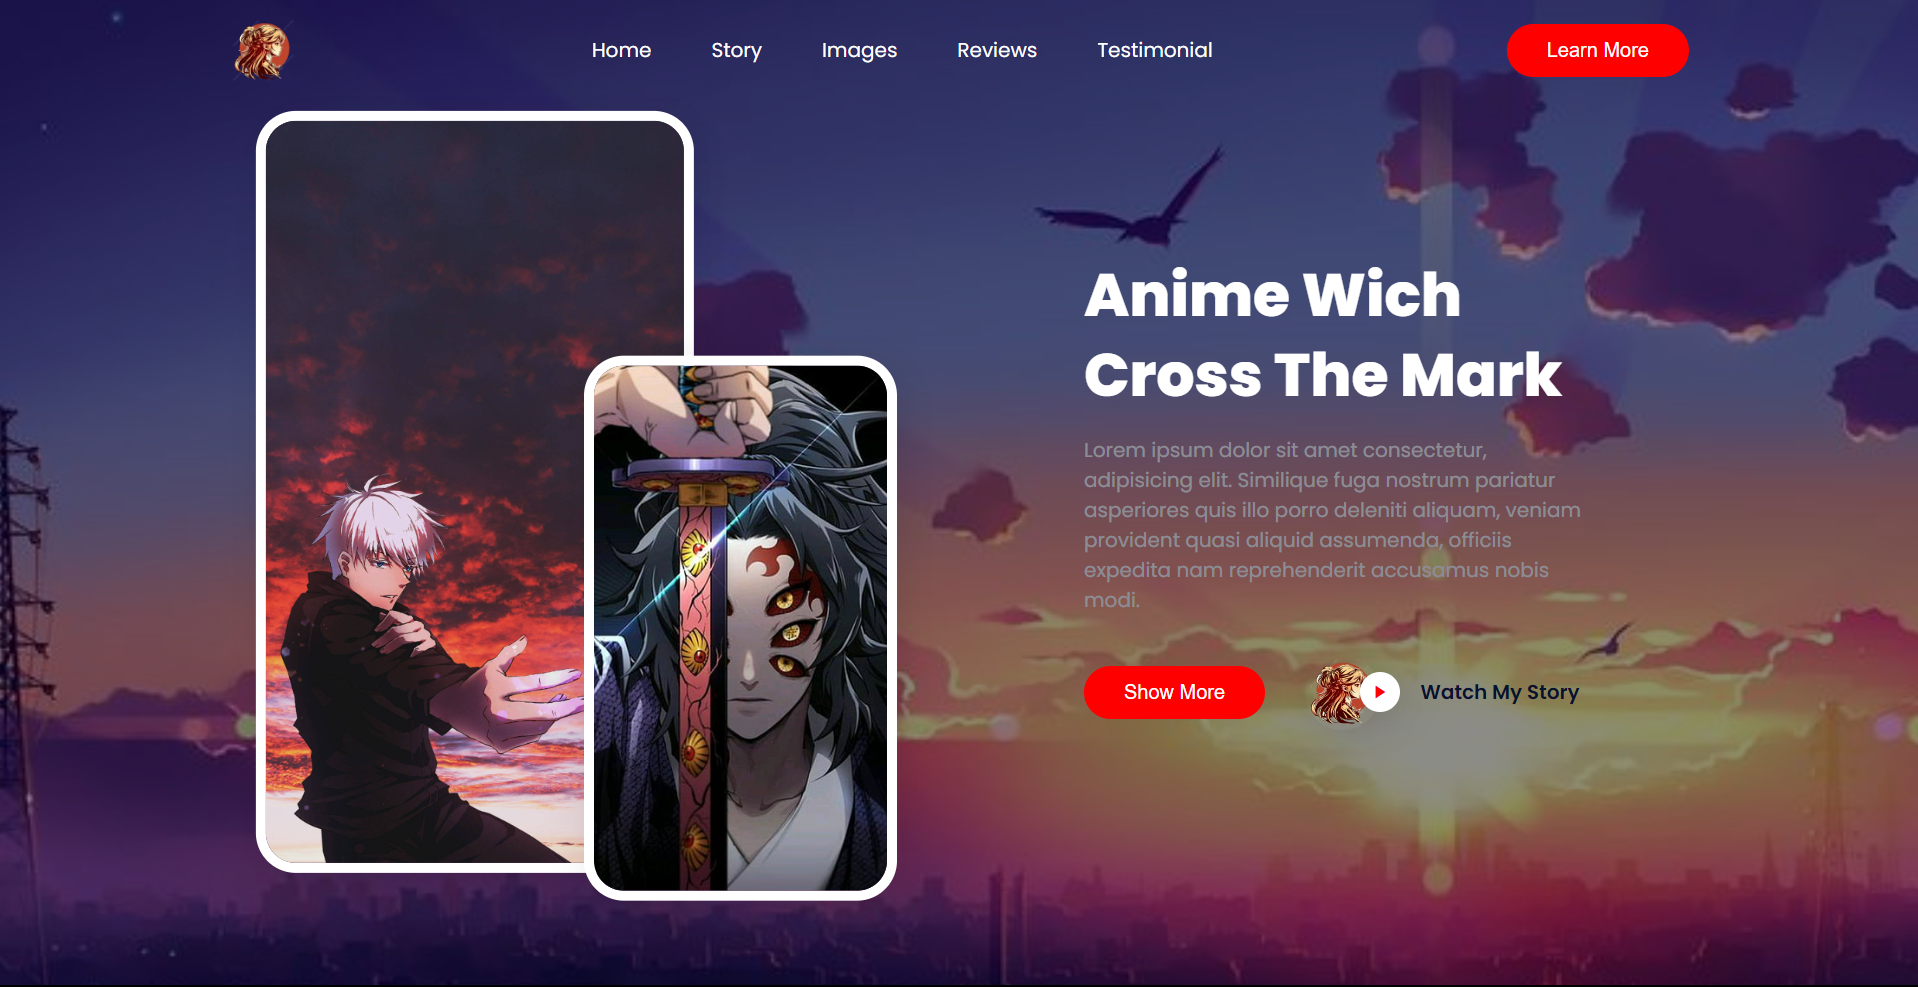 Home
Story
Images
Reviews
Testimonial
Learn More
Anime Wich
Cross The Mark
Lorem ipsum dolor sit amet consectetur,
adipisicing elit. Similique fuga nostrum pariatur
asperiores quis illo porro deleniti aliquam, veniam
provident quasi aliquid assumenda, officiis
expedita nam reprehenderit accusamus nobis
modi.
Show More
Watch My Story